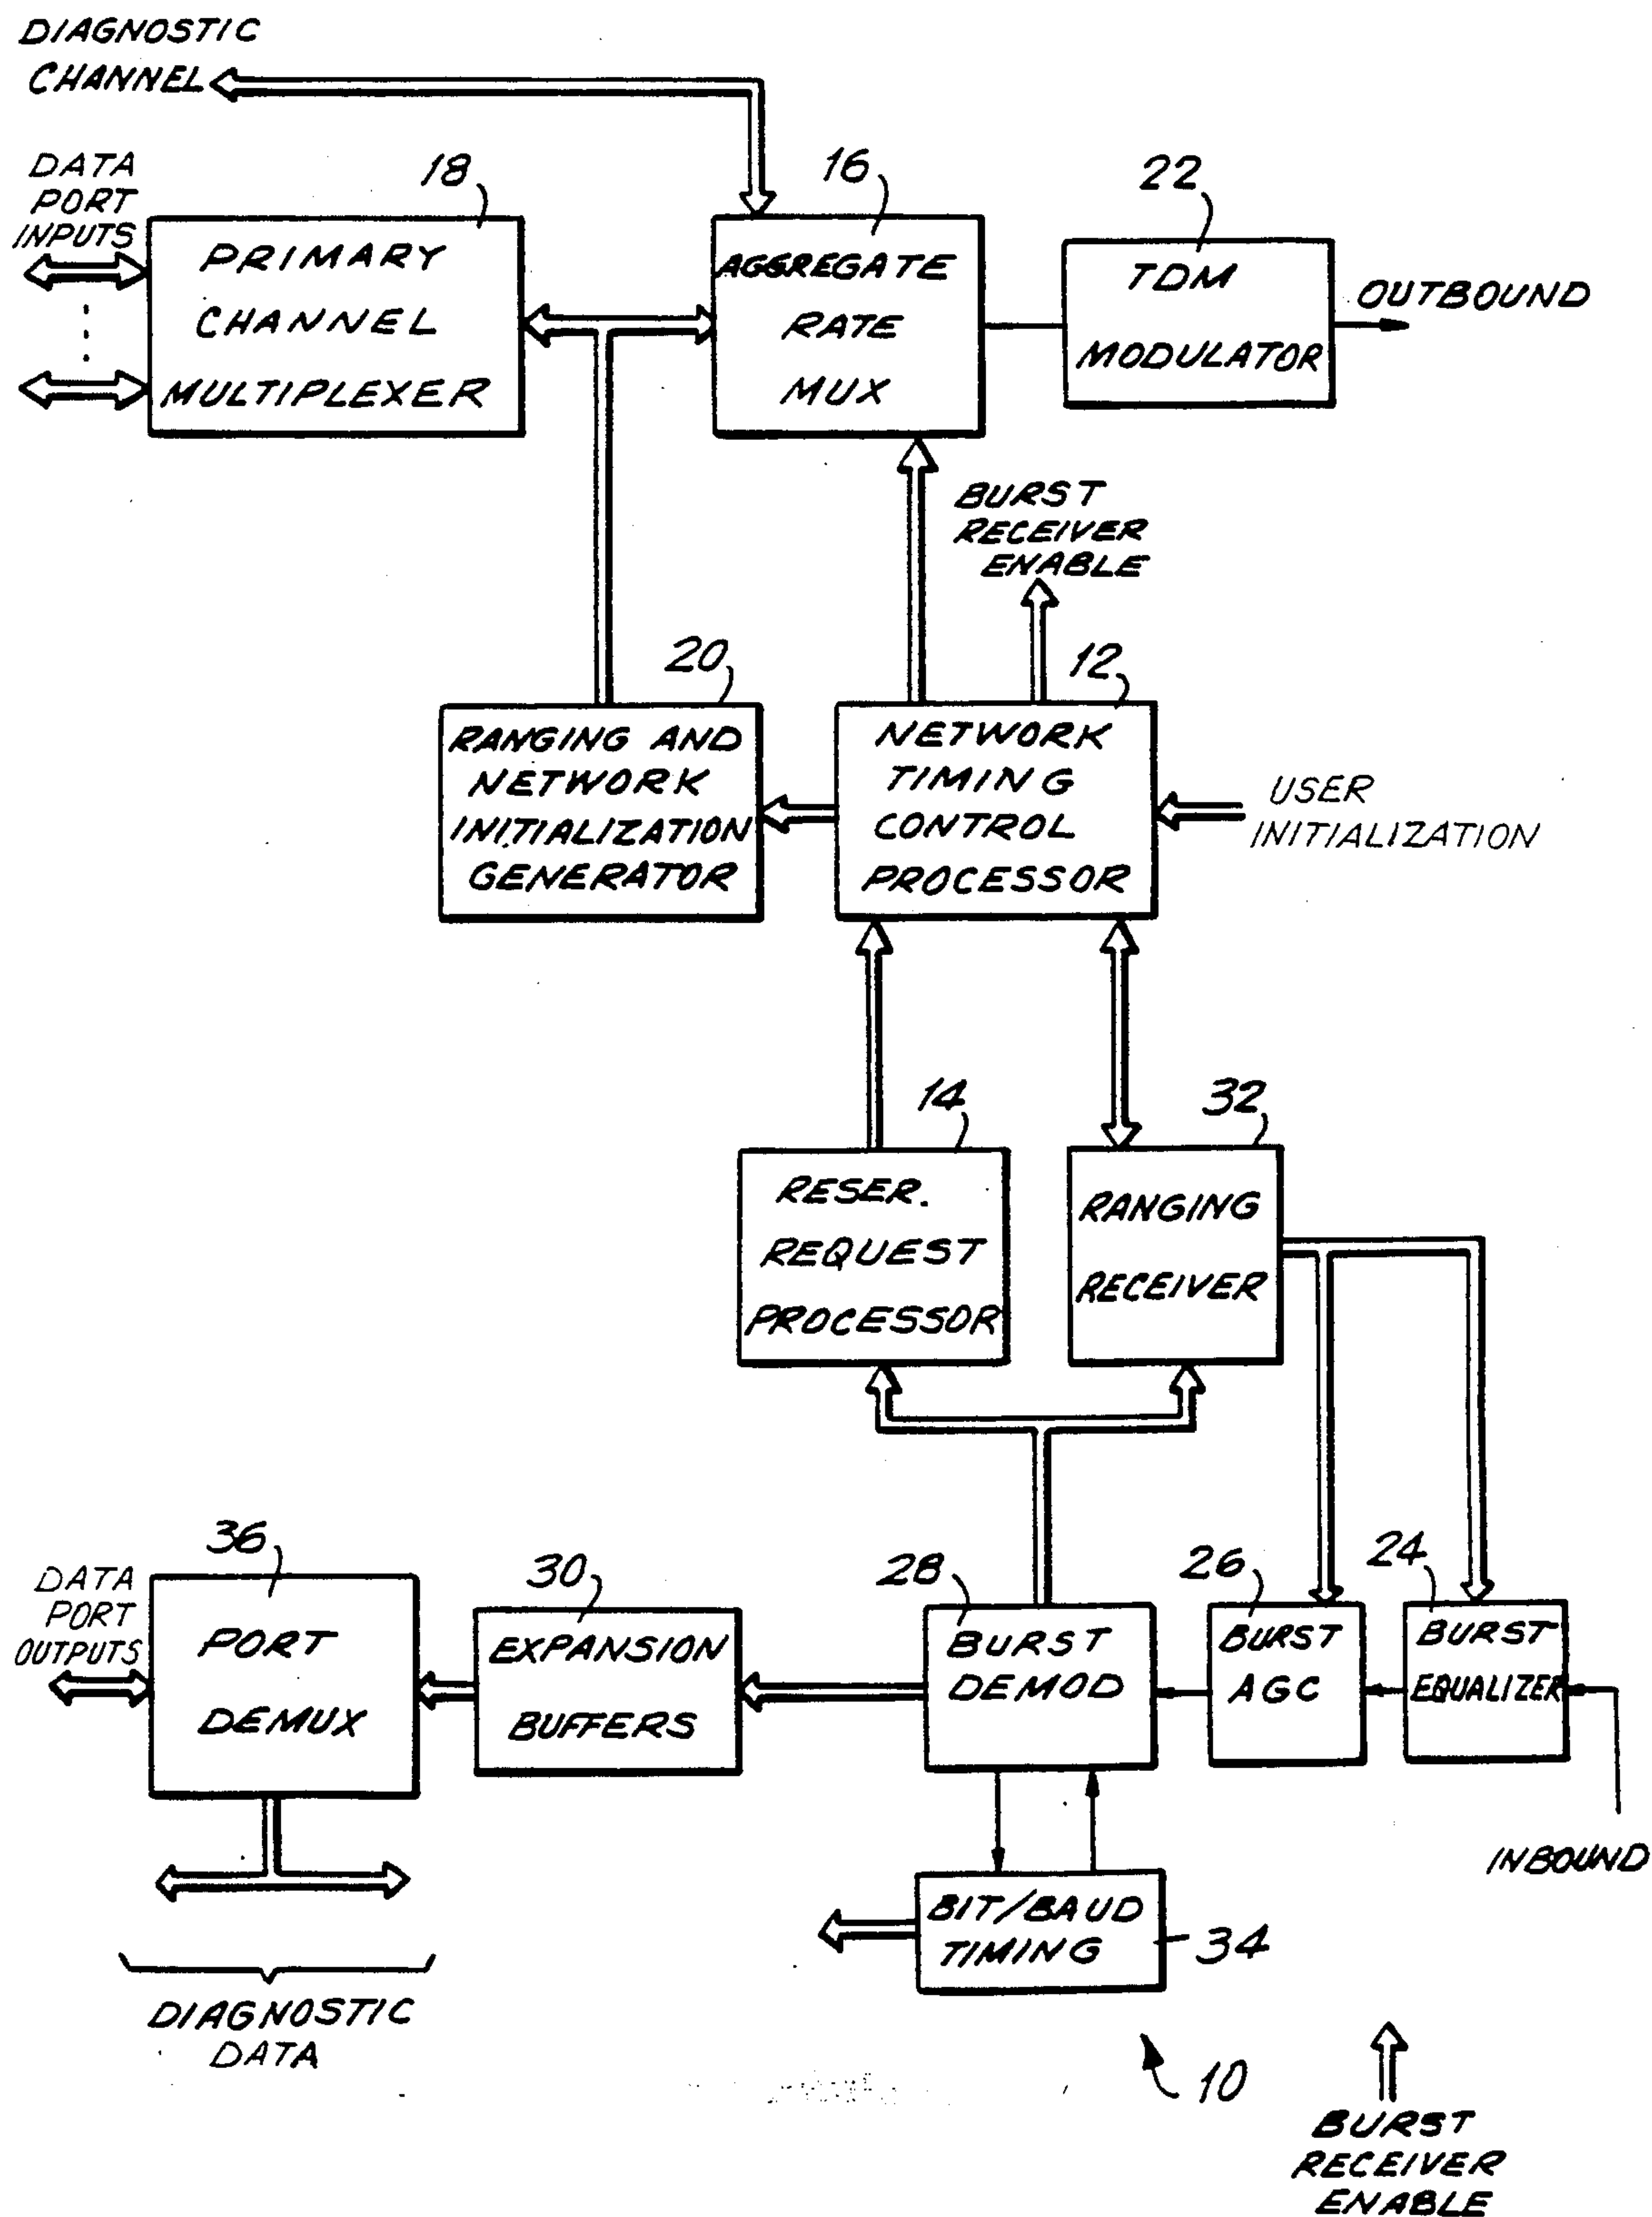 DIAGNOSTIC
CHANNEL
DATA
PORT
INPUTS
18
PRIMARY
CHANNEL
MULTIPLEXER
16
AGGREGATE
RATE
MUX
22
TDM
MODULATOR
OUTBOUND
BURST
RECEIVER
ENABLE
20
RANGING AND
NETWORK
INITIALIZATION
GENERATOR
12
NETWORK
TIMING
CONTROL
PROCESSOR
USER
INITIALIZATION
14
RESER.
REQUEST
PROCESSOR
32
RANGING
RECEIVER
DATA
PORT
OUTPUTS
36
PORT
DEMUX
30
EXPANSION
BUFFERS
28
BURST
DEMOD
26
BURST
AGC
24
BURST
EQUALIZER
INBOUND
BIT/BAUD
TIMING
34
DIAGNOSTIC
DATA
10
BURST
RECEIVER
ENABLE